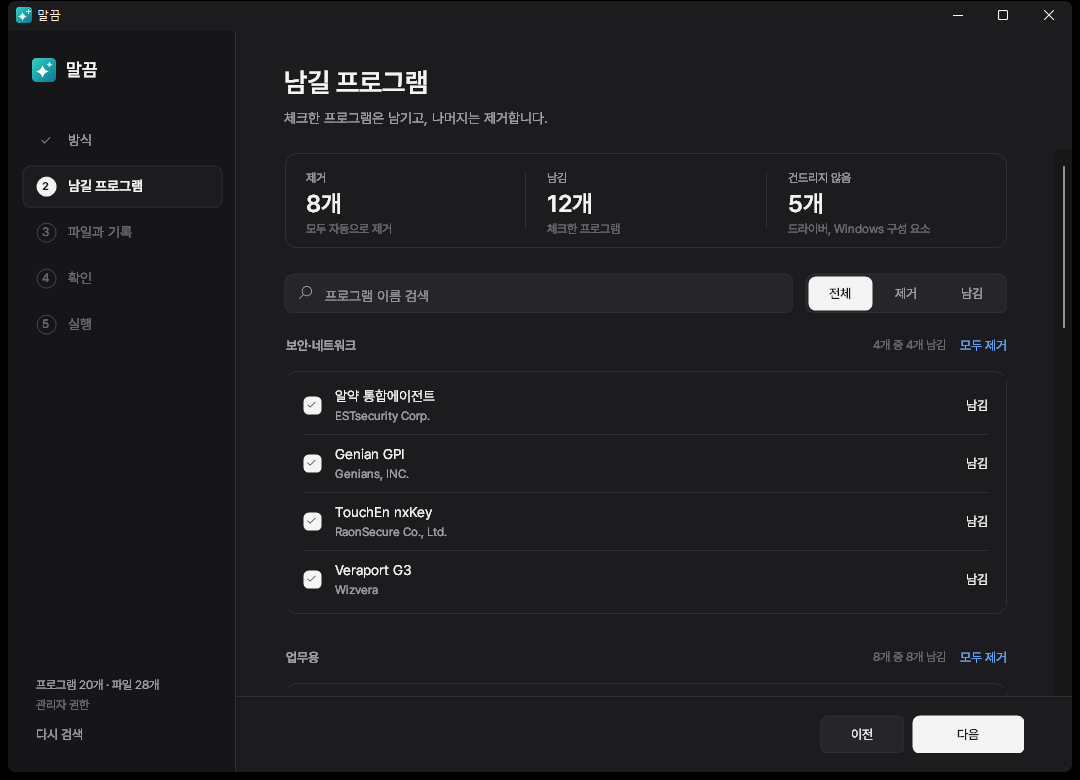 말끔
말끔
방식
2 남길 프로그램
3 파일과 기록
4 확인
5 실행
프로그램 20개 · 파일 28개
관리자 권한
다시 검색
남길 프로그램
체크한 프로그램은 남기고, 나머지는 제거합니다.
제거
8개
모두 자동으로 제거
남김
12개
체크한 프로그램
건드리지 않음
5개
드라이버, Windows 구성 요소
프로그램 이름 검색
전체 제거 남김
보안·네트워크 4개 중 4개 남김 모두 제거
알약 통합에이전트 남김
ESTsecurity Corp.
Genian GPI 남김
Genians, INC.
TouchEn nxKey 남김
RaonSecure Co., Ltd.
Veraport G3 남김
Wizvera
업무용 8개 중 8개 남김 모두 제거
이전 다음